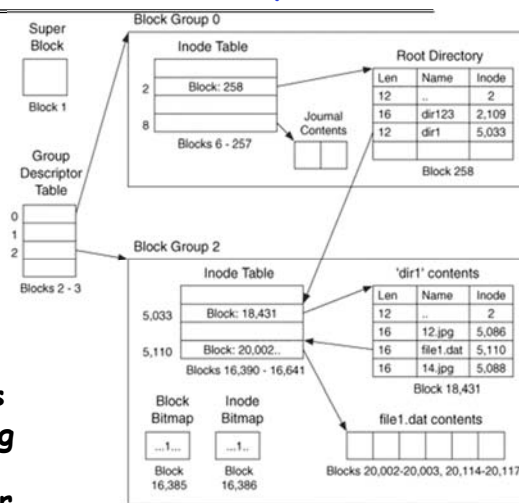 Block Group 0
Super
Block
Block 1
Inode Table
2
Block: 258
8
Blocks 6 - 257
Journal
Contents
Root Directory
Len Name Inode
12 .. 2
16 dir123 2,109
12 dir1 5,033
Block 258
Group
Descriptor
Table
0
1
2
Blocks 2 - 3
Block Group 2
Inode Table
5,033
Block: 18,431
5,110
Block: 20,002..
Blocks 16,390 - 16,641
'dir1' contents
Len Name Inode
12 .. 2
16 12.jpg 5,086
16 file1.dat 5,110
16 14.jpg 5,088
Block 18,431
Block
Bitmap
...1...
Block
16,385
Inode
Bitmap
...1..
Block
16,386
file1.dat contents
Blocks 20,002-20,003, 20,114-20,117